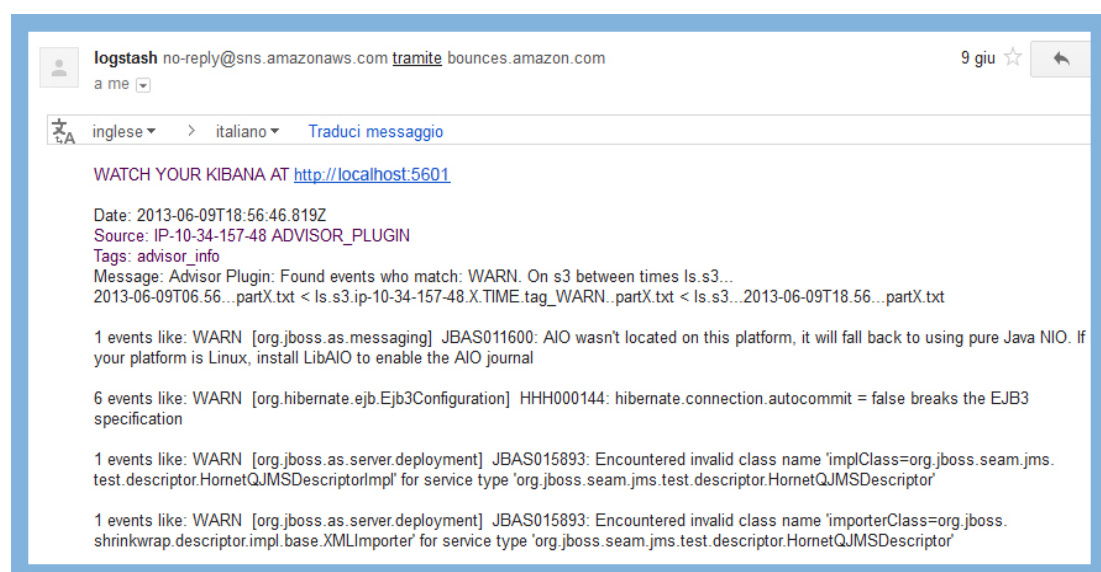 logstash no-reply@sns.amazonaws.com tramite bounces.amazon.com 9 giu
a me
inglese > italiano Traduci messaggio
WATCH YOUR KIBANA AT http://localhost:5601
Date: 2013-06-09T18:56:46.819Z
Source: IP-10-34-157-48 ADVISOR_PLUGIN
Tags: advisor_info
Message: Advisor Plugin: Found events who match: WARN. On s3 between times ls.s3...
2013-06-09T06.56...partX.txt < ls.s3.ip-10-34-157-48.X.TIME.tag_WARN..partX.txt < ls.s3...2013-06-09T18.56...partX.txt
1 events like: WARN [org.jboss.as.messaging] JBAS011600: AIO wasn't located on this platform, it will fall back to using pure Java NIO. If
your platform is Linux, install LibAIO to enable the AIO journal
6 events like: WARN [org.hibernate.ejb.Ejb3Configuration] HHH000144: hibernate.connection.autocommit = false breaks the EJB3
specification
1 events like: WARN [org.jboss.as.server.deployment] JBAS015893: Encountered invalid class name 'implClass=org.jboss.seam.jms.
test.descriptor.HornetQJMSDescriptorImpl' for service type 'org.jboss.seam.jms.test.descriptor.HornetQJMSDescriptor'
1 events like: WARN [org.jboss.as.server.deployment] JBAS015893: Encountered invalid class name 'importerClass=org.jboss.
shrinkwrap.descriptor.impl.base.XMLImporter' for service type 'org.jboss.seam.jms.test.descriptor.HornetQJMSDescriptor'